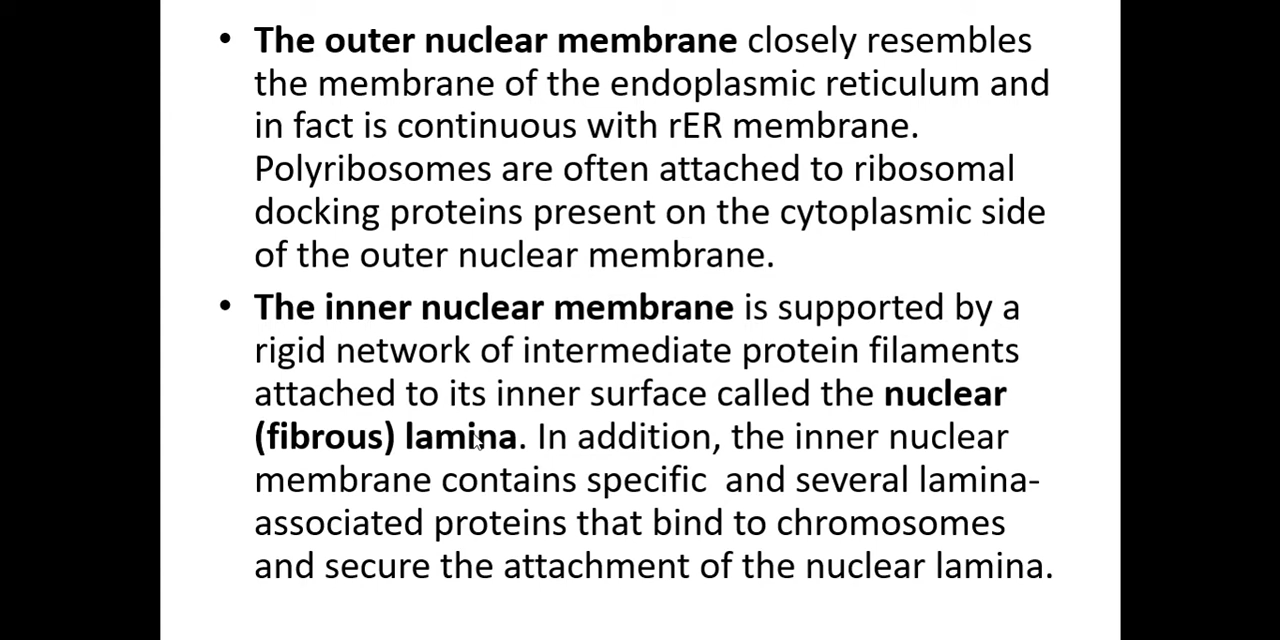 • The outer nuclear membrane closely resembles
the membrane of the endoplasmic reticulum and
in fact is continuous with rER membrane.
Polyribosomes are often attached to ribosomal
docking proteins present on the cytoplasmic side
of the outer nuclear membrane.
• The inner nuclear membrane is supported by a
rigid network of intermediate protein filaments
attached to its inner surface called the nuclear
(fibrous) lamina. In addition, the inner nuclear
membrane contains specific  and several lamina-
associated proteins that bind to chromosomes
and secure the attachment of the nuclear lamina.